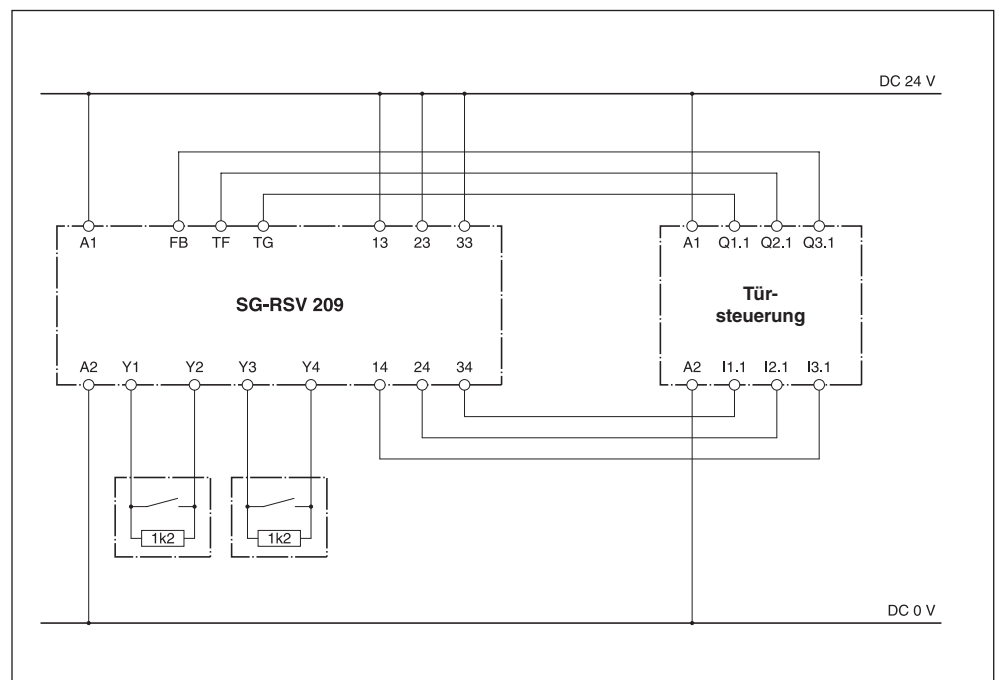 DC 24 V
A1 FB TF TG 13 23 33
A1 Q1.1 Q2.1 Q3.1
SG-RSV 209
Tür-
steuerung
A2 Y1 Y2 Y3 Y4 14 24 34
A2 I1.1 I2.1 I3.1
1k2 1k2
DC 0 V